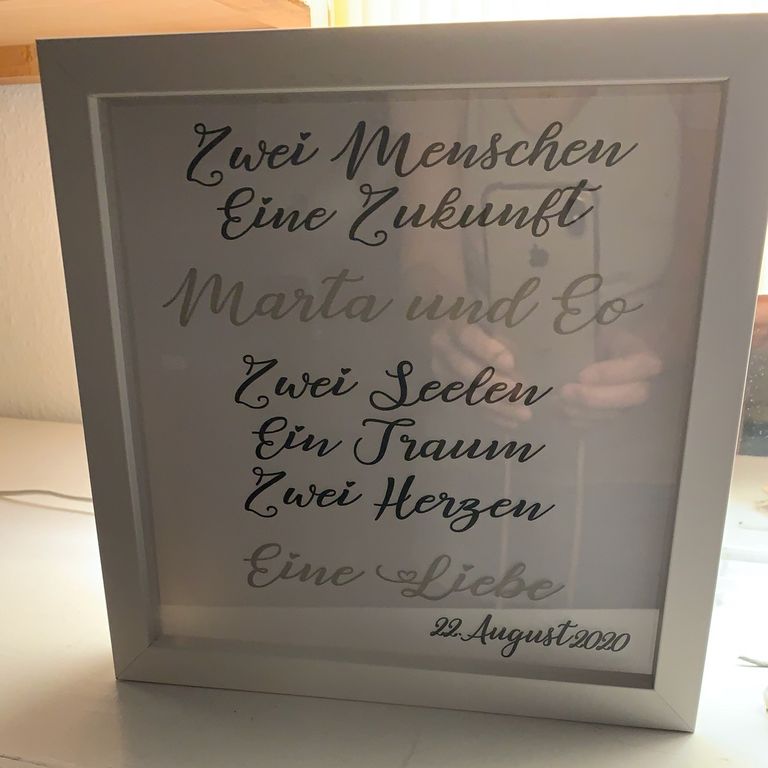 Zwei Menschen
Eine Zukunft
Marta und Eo
Zwei Seelen
Ein Traum
Zwei Herzen
Eine Liebe
22. August 2020